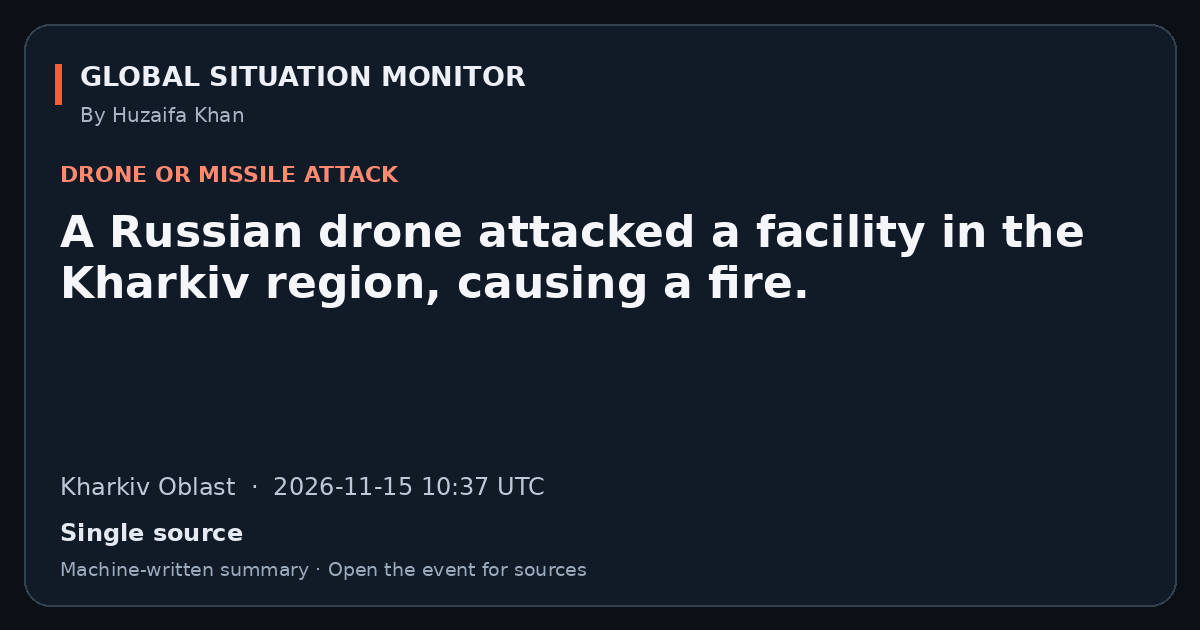 GLOBAL SITUATION MONITOR
By Huzaifa Khan
DRONE OR MISSILE ATTACK
A Russian drone attacked a facility in the
Kharkiv region, causing a fire.
Kharkiv Oblast · 2026-11-15 10:37 UTC
Single source
Machine-written summary · Open the event for sources